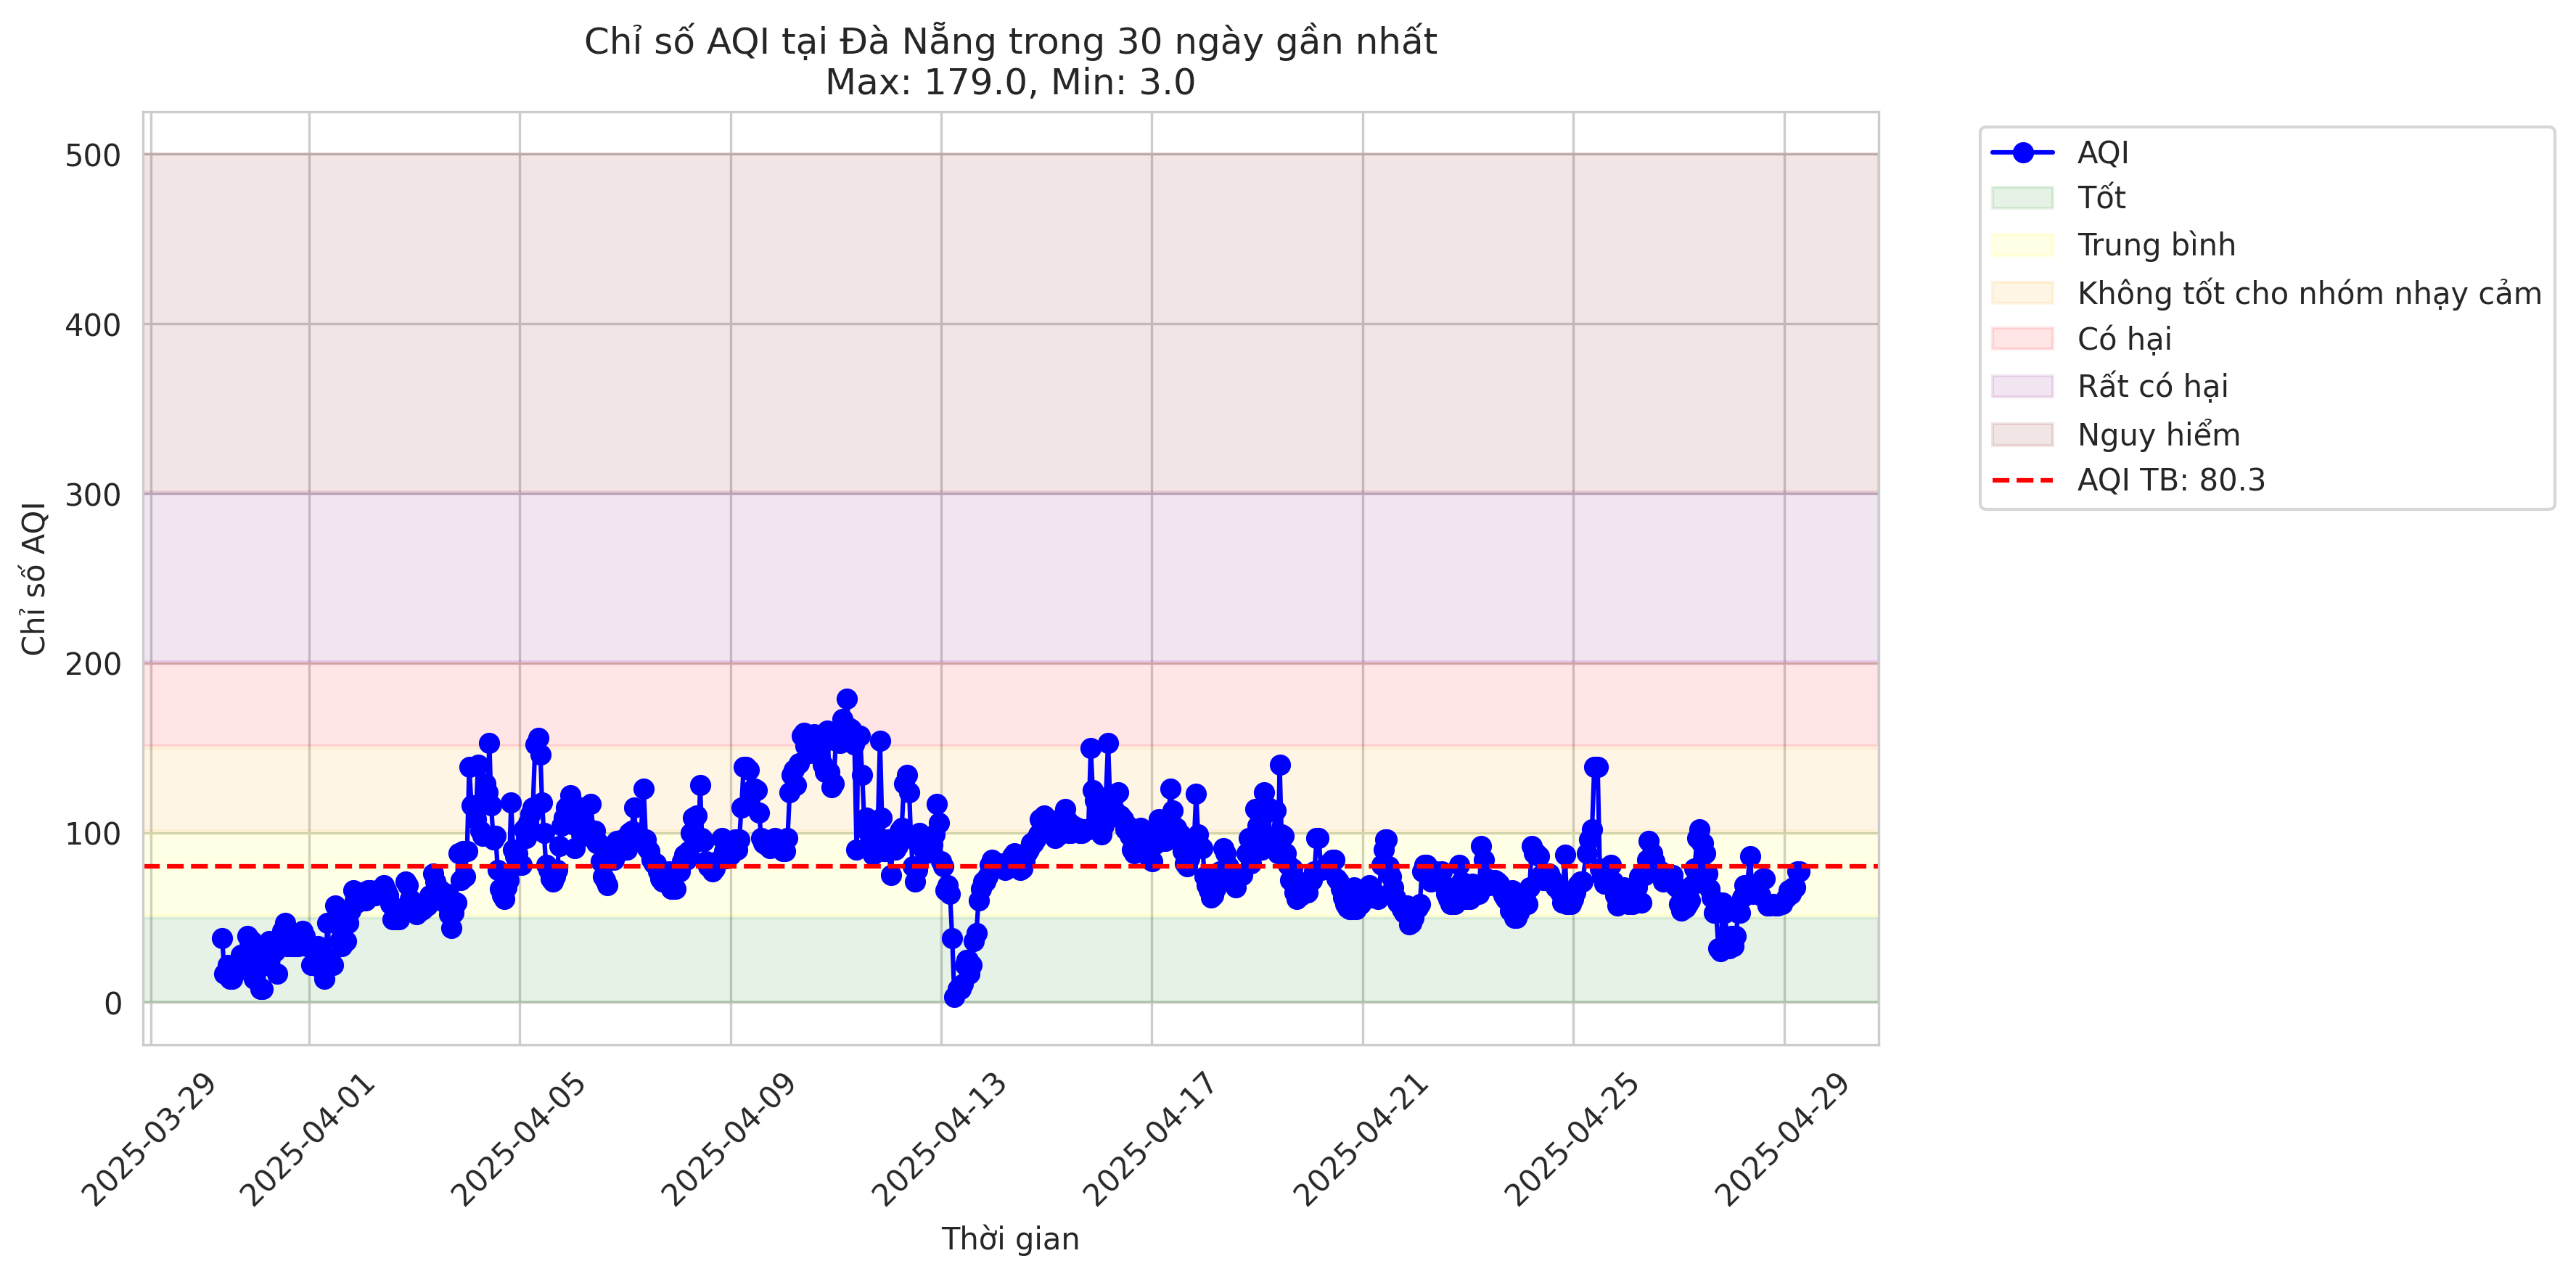 Chỉ số AQI tại Đà Nẵng trong 30 ngày gần nhất
Max: 179.0, Min: 3.0
Chỉ số AQI
500
400
300
200
100
0
2025-03-29
2025-04-01
2025-04-05
2025-04-09
2025-04-13
2025-04-17
2025-04-21
2025-04-25
2025-04-29
Thời gian
AQI
Tốt
Trung bình
Không tốt cho nhóm nhạy cảm
Có hại
Rất có hại
Nguy hiểm
AQI TB: 80.3